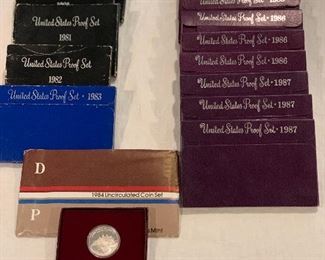 United States Proof Set
1981
United States Proof Set
1982
United States Proof Set · 1983
1986
United States Proof Set · 1986
United States Proof Set · 1986
United States Proof Set · 1986
United States Proof Set · 1987
United States Proof Set · 1987
United States Proof Set · 1987
D
1984 Uncirculated Coin Set
P
Mint